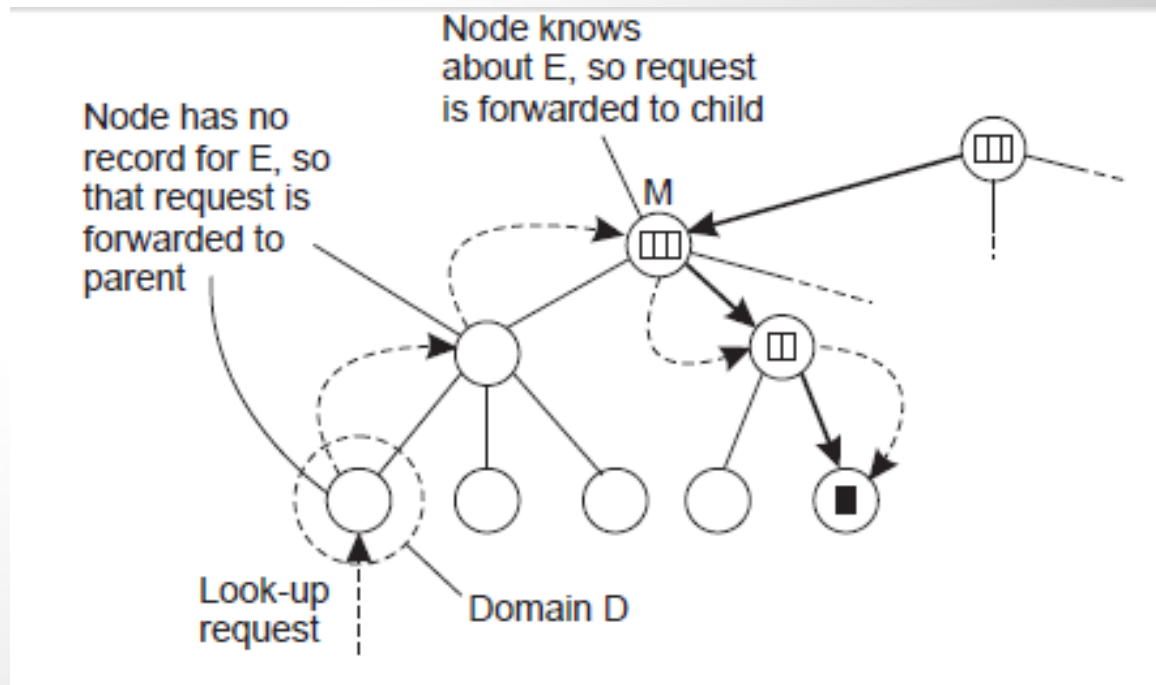 Node knows
about E, so request
is forwarded to child
Node has no
record for E, so
that request is
forwarded to
parent
M
Look-up
request
Domain D